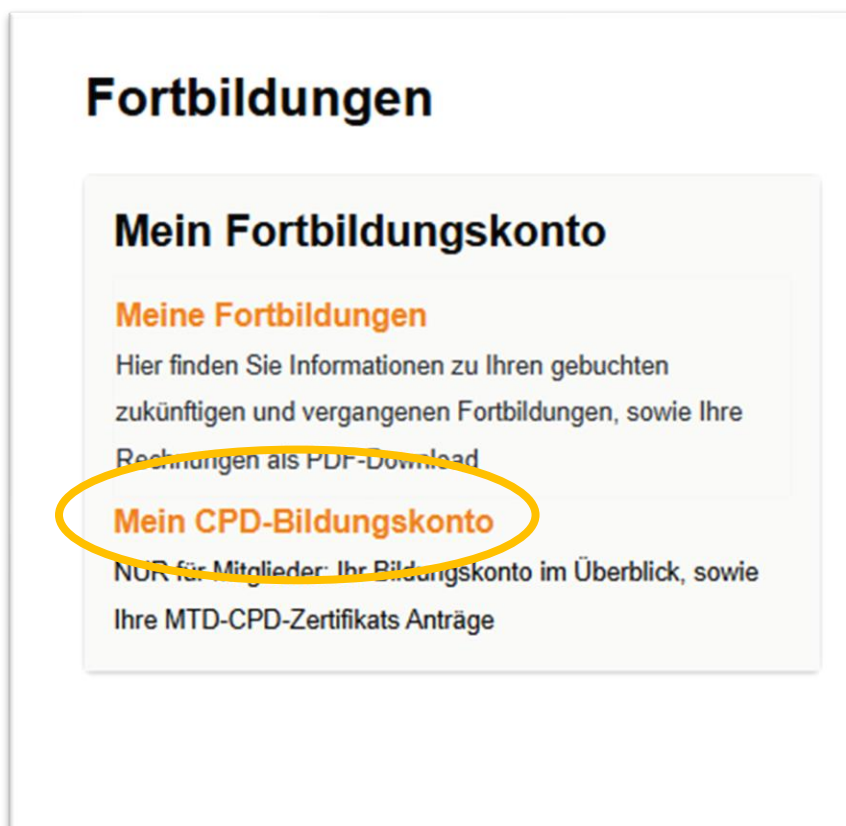 Fortbildungen
Mein Fortbildungskonto
Meine Fortbildungen
Hier finden Sie Informationen zu Ihren gebuchten
zukünftigen und vergangenen Fortbildungen, sowie Ihre
Rechnungen als PDF-Download
Mein CPD-Bildungskonto
NUR für Mitglieder: Ihr Bildungskonto im Überblick, sowie
Ihre MTD-CPD-Zertifikats Anträge